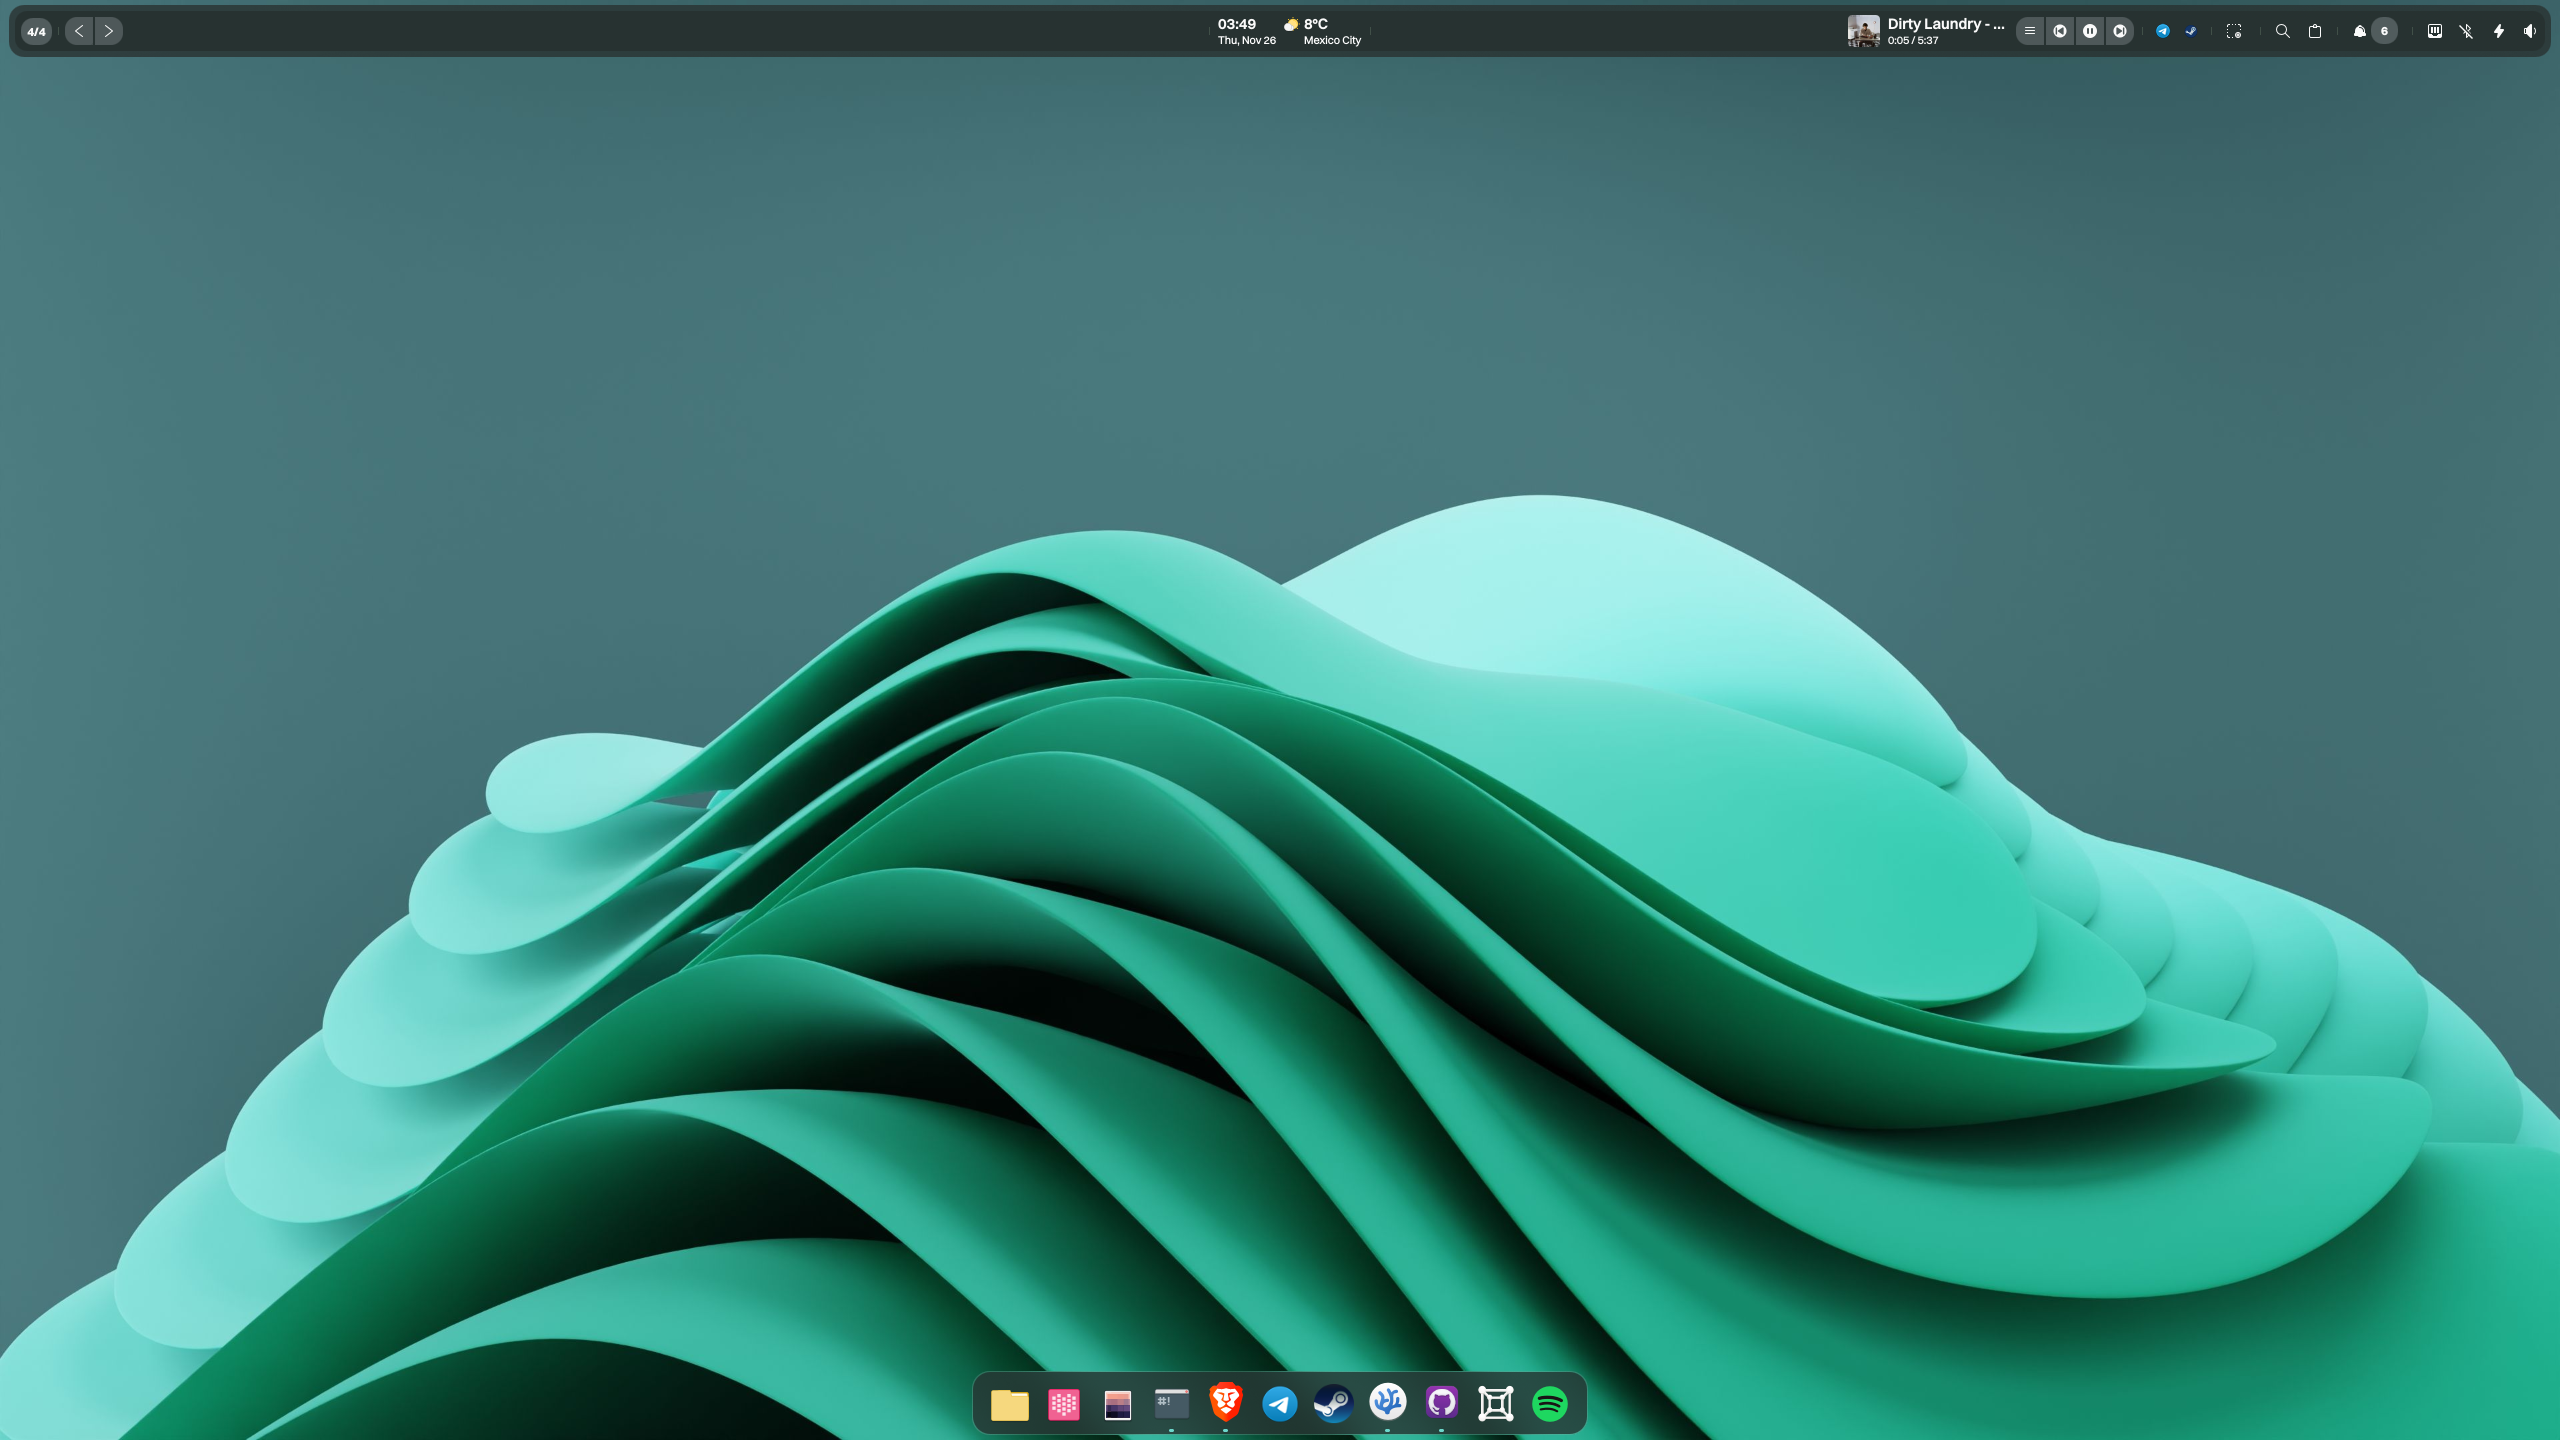 4/4
03:49
Thu, Nov 26
8°C
Mexico City
Dirty Laundry - ...
0:05 / 5:37
6
#!